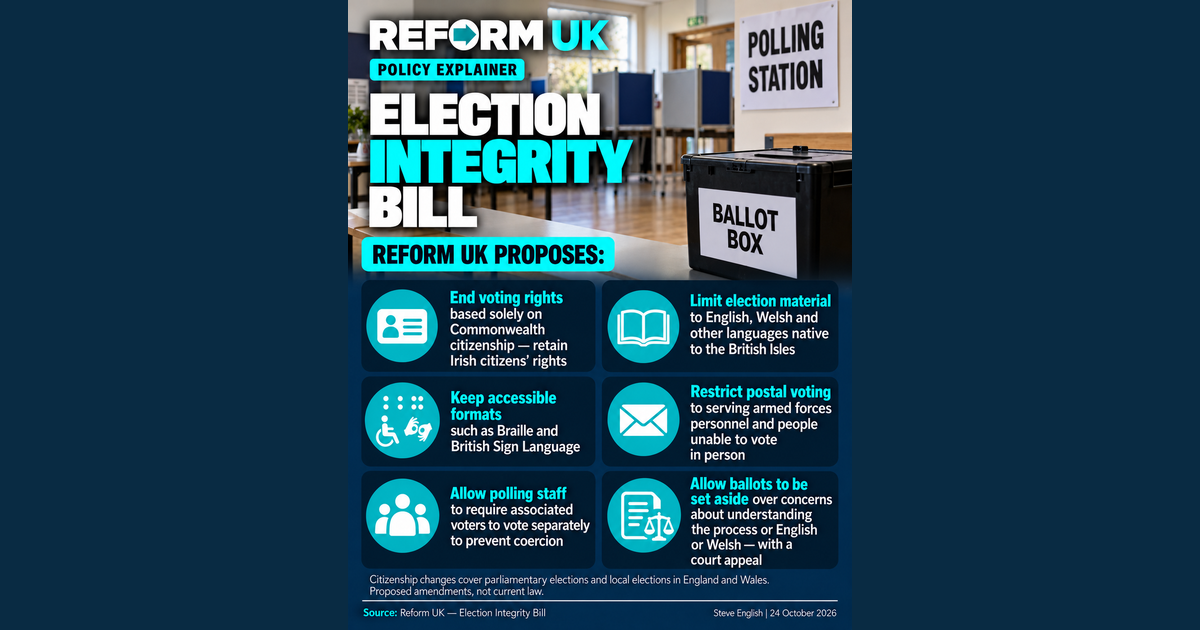 REFORM UK
POLICY EXPLAINER
ELECTION
INTEGRITY
BILL
REFORM UK PROPOSES:
POLLING
STATION
BALLOT
BOX
End voting rights
based solely on
Commonwealth
citizenship — retain
Irish citizens' rights
Limit election material
to English, Welsh and
other languages native
to the British Isles
Keep accessible
formats
such as Braille and
British Sign Language
Restrict postal voting
to serving armed forces
personnel and people
unable to vote
in person
Allow polling staff
to require associated
voters to vote separately
to prevent coercion
Allow ballots to be
set aside over concerns
about understanding
the process or English
or Welsh — with a
court appeal
Citizenship changes cover parliamentary elections and local elections in England and Wales.
Proposed amendments, not current law.
Source: Reform UK — Election Integrity Bill
Steve English | 24 October 2026